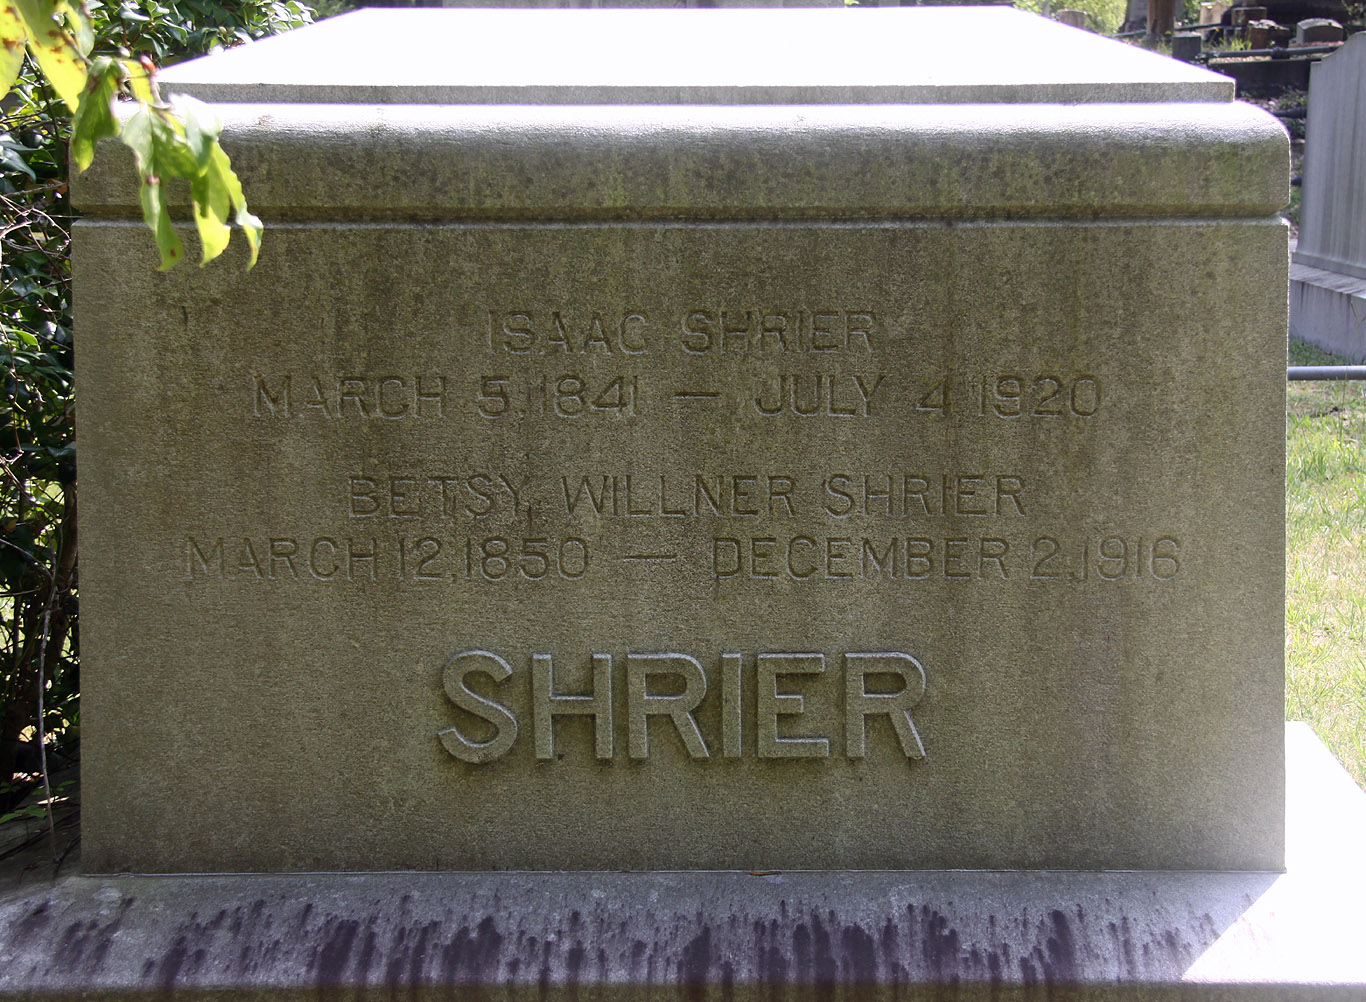 ISAAC SHRIER
MARCH 5, 1841 — JULY 4, 1920
BETSY WILLNER SHRIER
MARCH 12, 1850 — DECEMBER 2, 1916
SHRIER